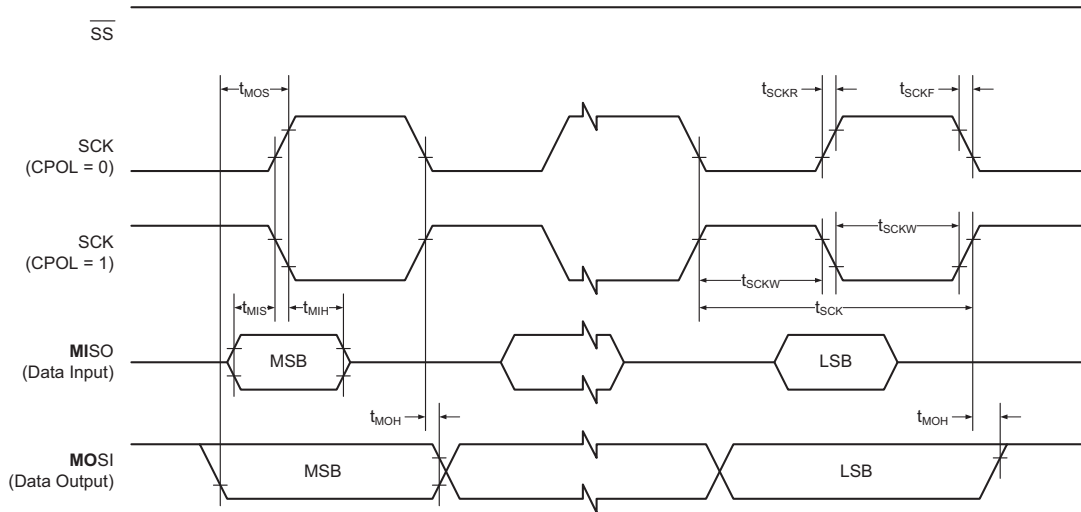 SS
tMOS
tSCKR
tSCKF
SCK
(CPOL = 0)
SCK
(CPOL = 1)
tSCKW
tSCKW
tMIS
tMIH
tSCK
MISO
(Data Input)
MSB
LSB
tMOH
tMOH
MOSI
(Data Output)
MSB
LSB